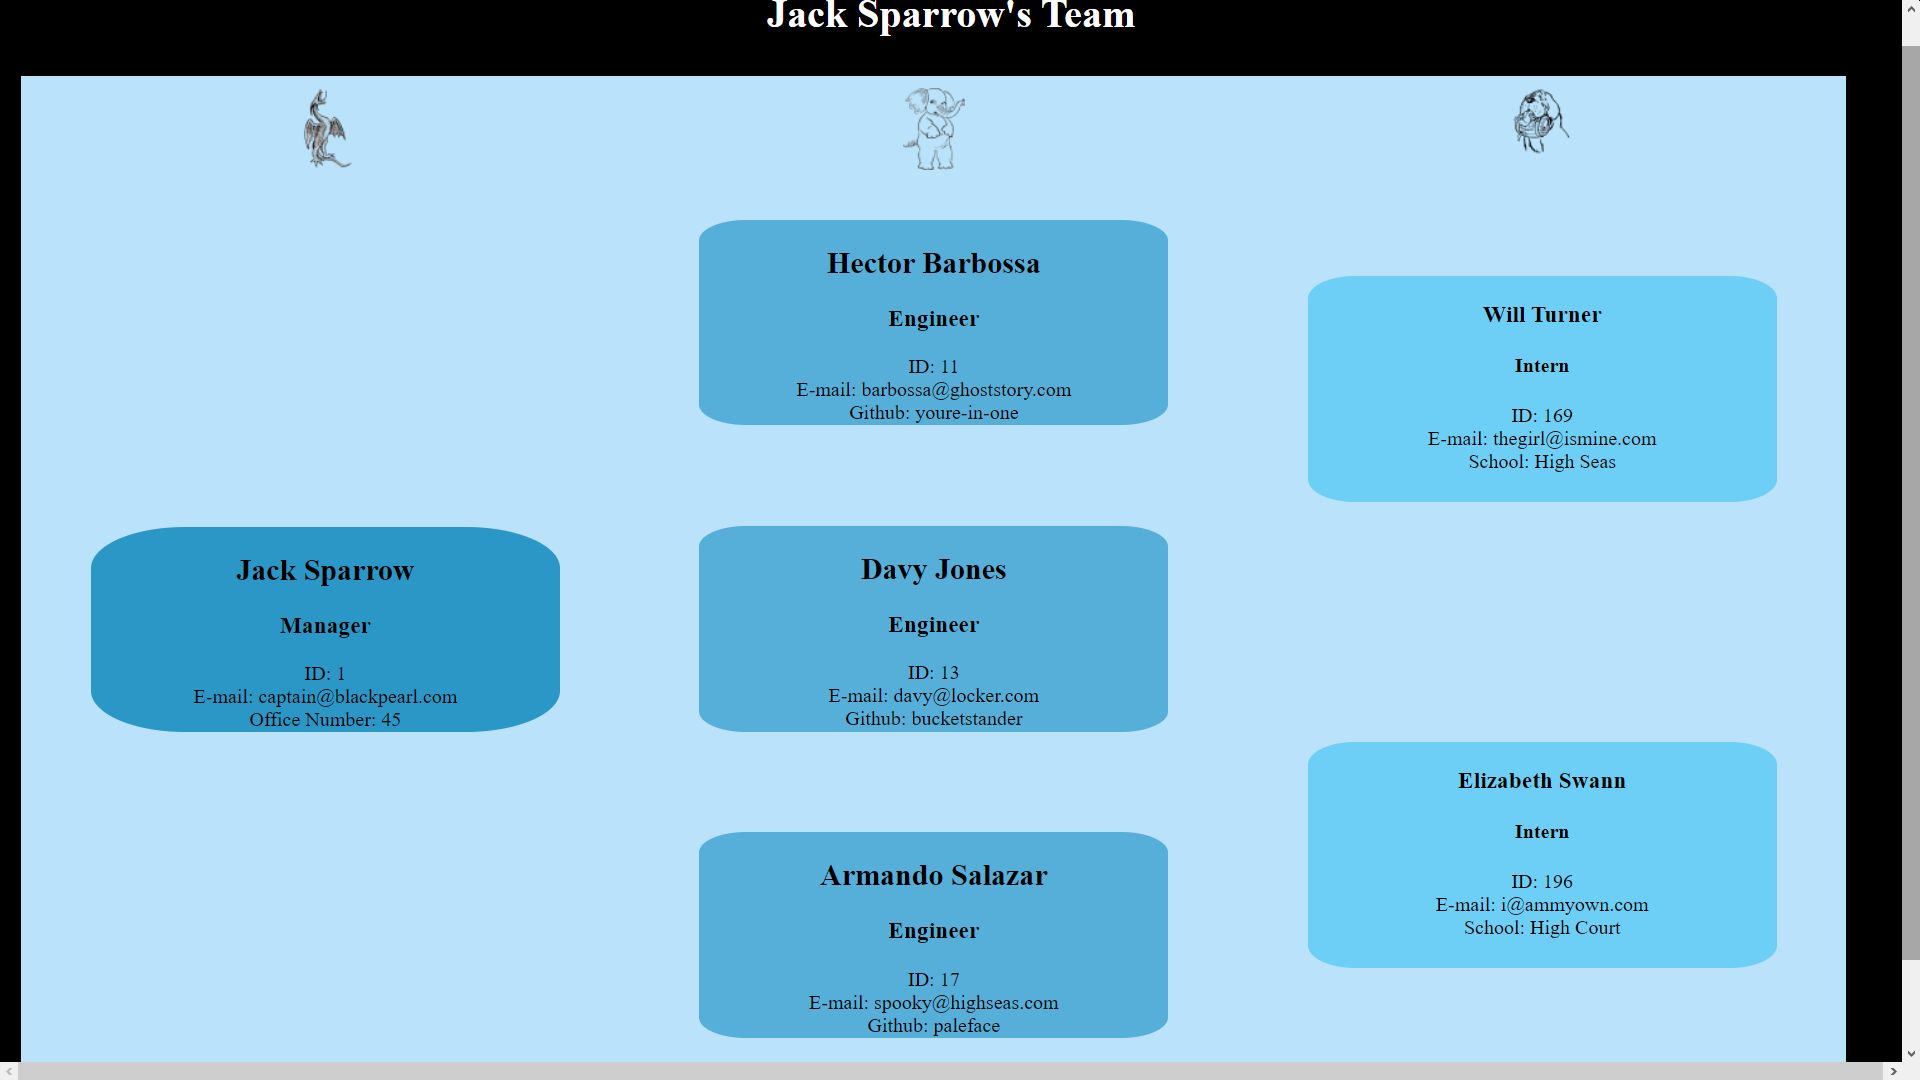 Jack Sparrow's Team
Jack Sparrow
Manager
ID: 1
E-mail: captain@blackpearl.com
Office Number: 45
Hector Barbossa
Engineer
ID: 11
E-mail: barbossa@ghoststory.com
Github: youre-in-one
Davy Jones
Engineer
ID: 13
E-mail: davy@locker.com
Github: bucketstander
Armando Salazar
Engineer
ID: 17
E-mail: spooky@highseas.com
Github: paleface
Will Turner
Intern
ID: 169
E-mail: thegirl@ismine.com
School: High Seas
Elizabeth Swann
Intern
ID: 196
E-mail: i@ammyown.com
School: High Court